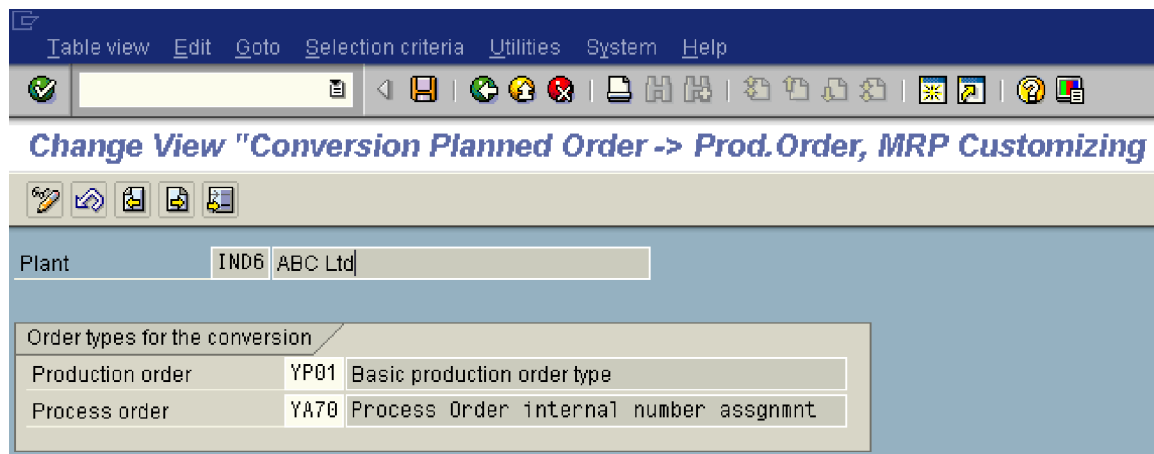 Table view Edit Goto Selection criteria Utilities System Help
Change View "Conversion Planned Order -> Prod.Order, MRP Customizing
Plant IND6 ABC Ltd
Order types for the conversion
Production order YP01 Basic production order type
Process order YA70 Process Order internal number assgnmnt